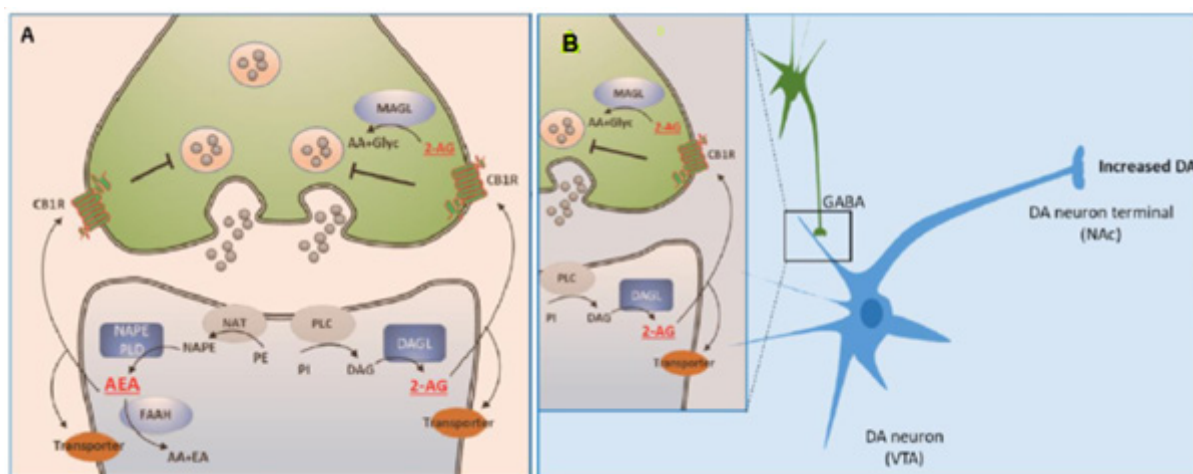 A
MAGL
AA+Glyc
2-AG
CB1R
CB1R
NAPE
PLD
NAT
PLC
DAGL
NAPE
PE
PI
DAG
AEA
2-AG
FAAH
Transporter
Transporter
AA+EA
B
MAGL
AA+Glyc
2-AG
CB1R
PLC
DAGL
PI
DAG
2-AG
Transporter
GABA
Increased DA
DA neuron terminal
(NAc)
DA neuron
(VTA)